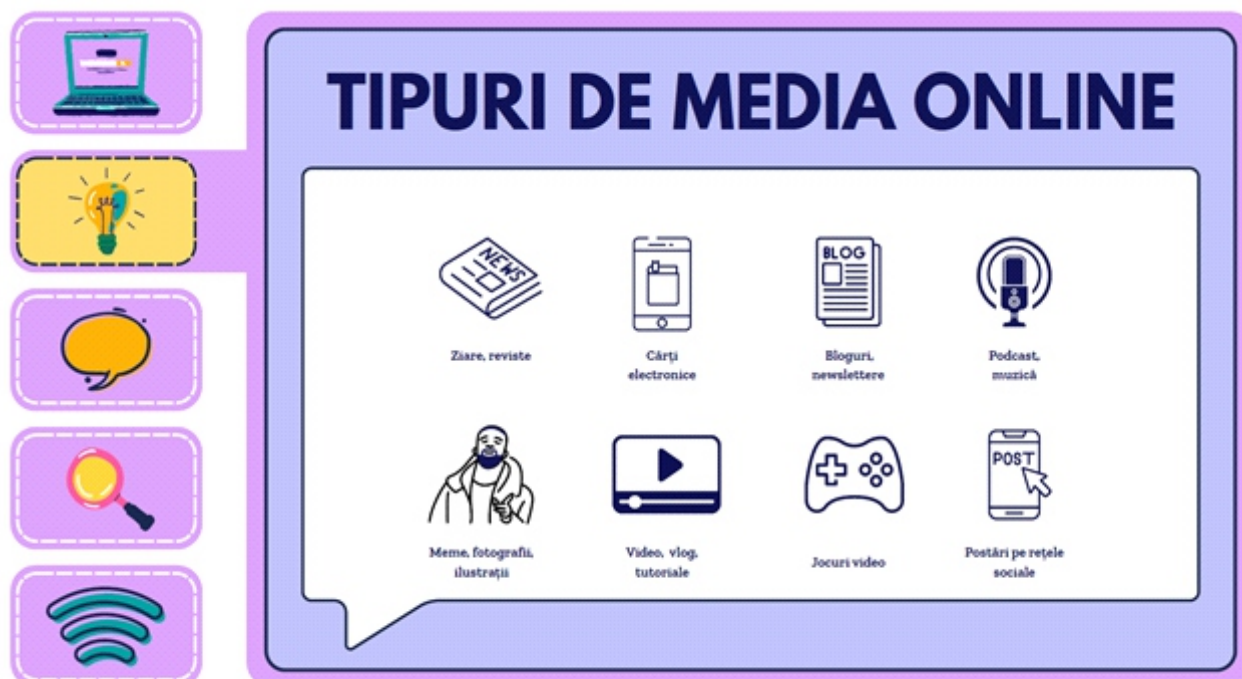 TIPURI DE MEDIA ONLINE
NEWS
BLOG
Ziare, reviste
Cărți
electronice
Bloguri,
newslettere
Podcast,
muzică
POST
Meme, fotografii,
ilustrații
Video, vlog,
tutoriale
Jocuri video
Postări pe rețele
sociale